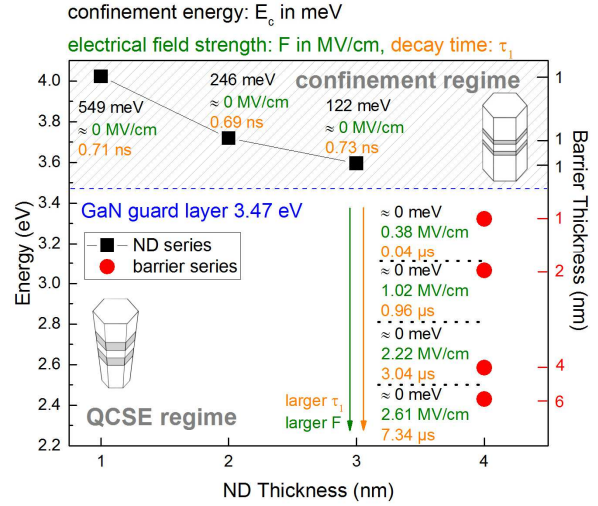 confinement energy: E_c in meV
electrical field strength: F in MV/cm, decay time: τ_1
confinement regime
549 meV
≈ 0 MV/cm
0.71 ns
246 meV
≈ 0 MV/cm
0.69 ns
122 meV
≈ 0 MV/cm
0.73 ns
GaN guard layer 3.47 eV
ND series
barrier series
≈ 0 meV
0.38 MV/cm
0.04 µs
≈ 0 meV
1.02 MV/cm
0.96 µs
≈ 0 meV
2.22 MV/cm
3.04 µs
≈ 0 meV
2.61 MV/cm
7.34 µs
larger τ_1
larger F
QCSE regime
Energy (eV)
4.0
3.8
3.6
3.4
3.2
3.0
2.8
2.6
2.4
2.2
1
2
3
4
ND Thickness (nm)
1
1
1
1
2
4
6
Barrier Thickness (nm)